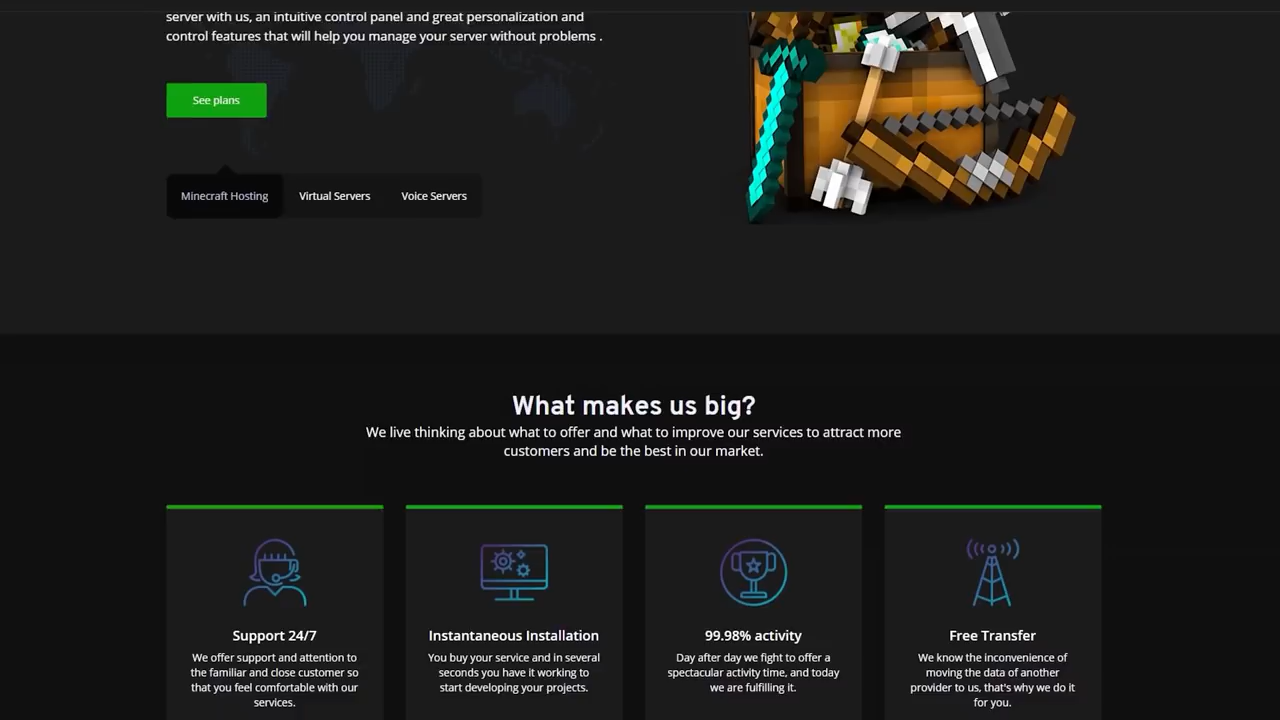 server with us, an intuitive control panel and great personalization and
control features that will help you manage your server without problems .
See plans
Minecraft Hosting Virtual Servers Voice Servers
What makes us big?
We live thinking about what to offer and what to improve our services to attract more
customers and be the best in our market.
Support 24/7
We offer support and attention to
the familiar and close customer so
that you feel comfortable with our
services.
Instantaneous Installation
You buy your service and in several
seconds you have it working to
start developing your projects.
99.98% activity
Day after day we fight to offer a
spectacular activity time, and today
we are fulfilling it.
Free Transfer
We know the inconvenience of
moving the data of another
provider to us, that's why we do it
for you.